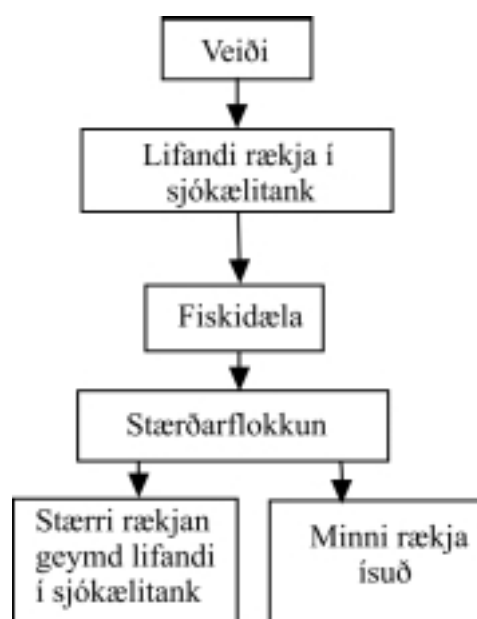 Veiði
Lifandi rækja í
sjókælitank
Fiskidæla
Stærðarflokkun
Stærri rækjan
geymd lifandi
í sjókælitank
Minni rækja
ísuð